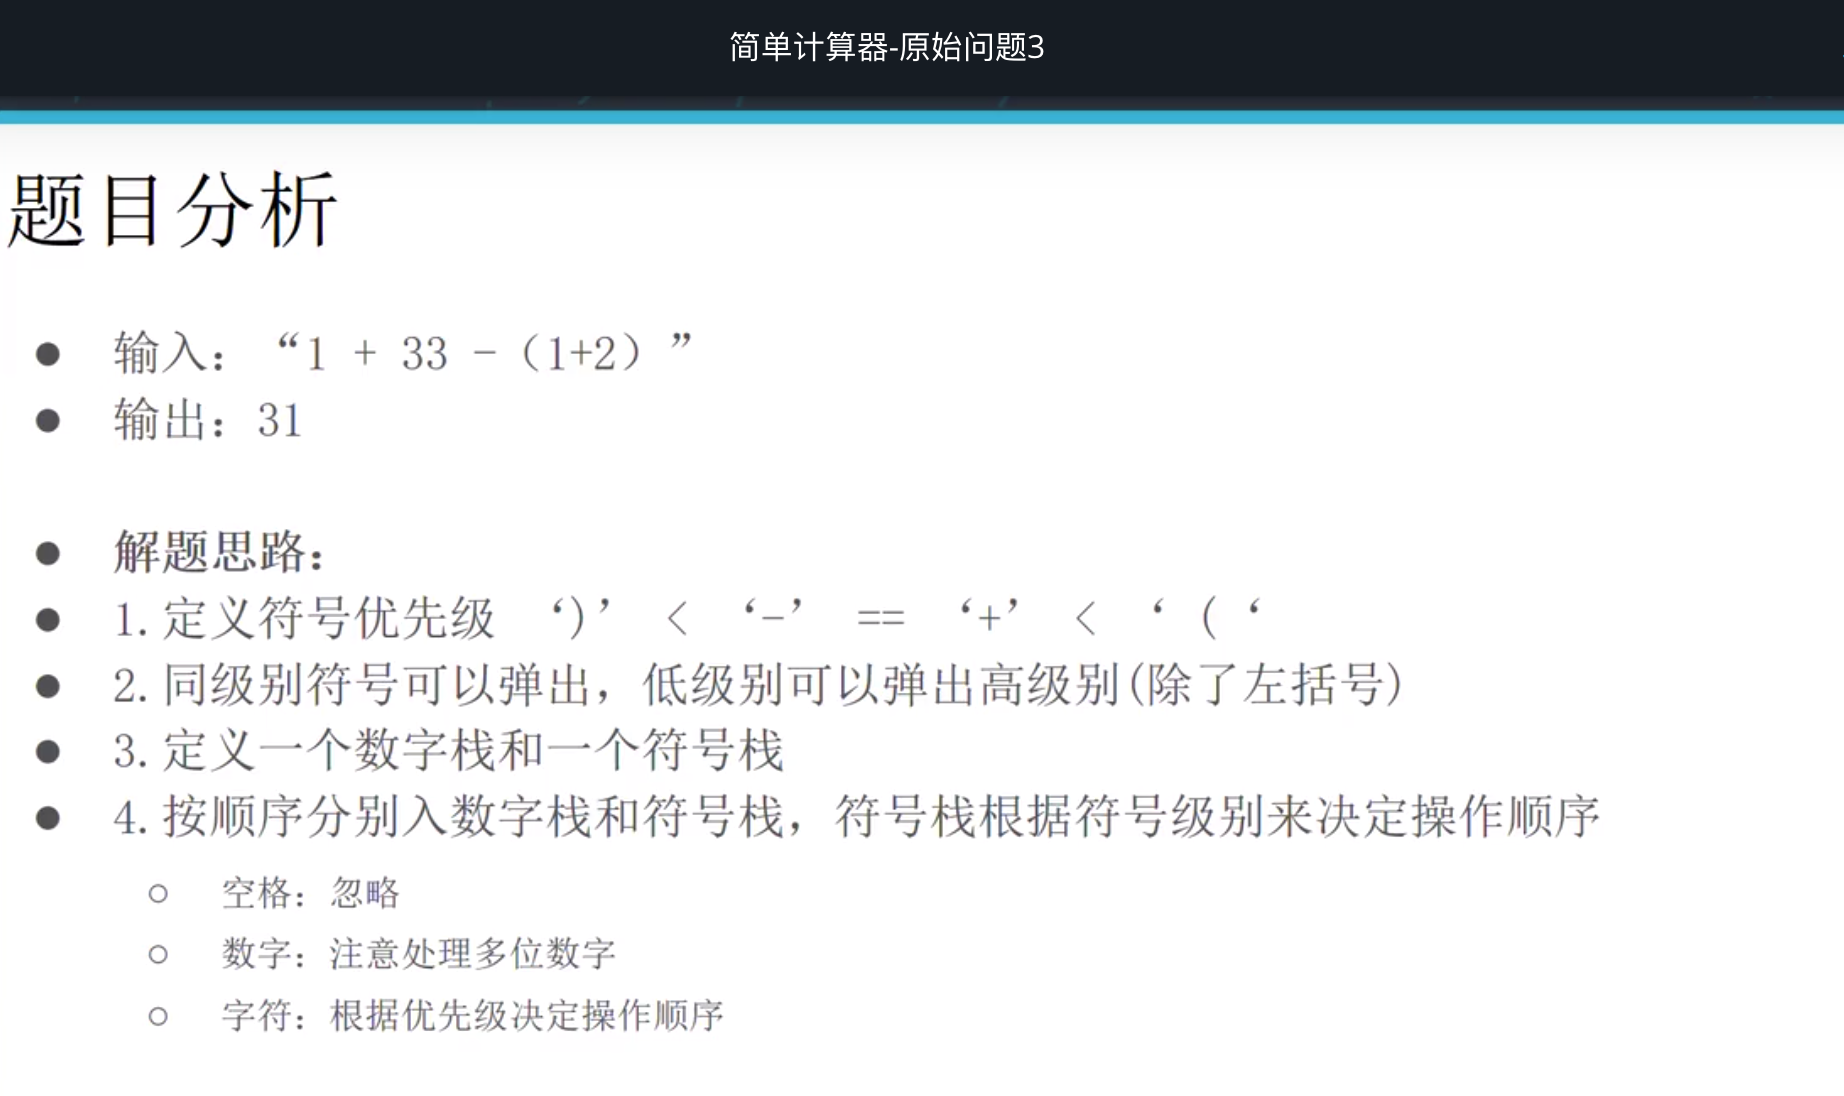 简单计算器-原始问题3
题目分析
● 输入：“1 + 33 -（1+2）”
● 输出：31
● 解题思路：
● 1.定义符号优先级 ‘)’ < ‘-’ == ‘+’ < ‘ ( ‘
● 2.同级别符号可以弹出，低级别可以弹出高级别(除了左括号)
● 3.定义一个数字栈和一个符号栈
● 4.按顺序分别入数字栈和符号栈，符号栈根据符号级别来决定操作顺序
○ 空格：忽略
○ 数字：注意处理多位数字
○ 字符：根据优先级决定操作顺序